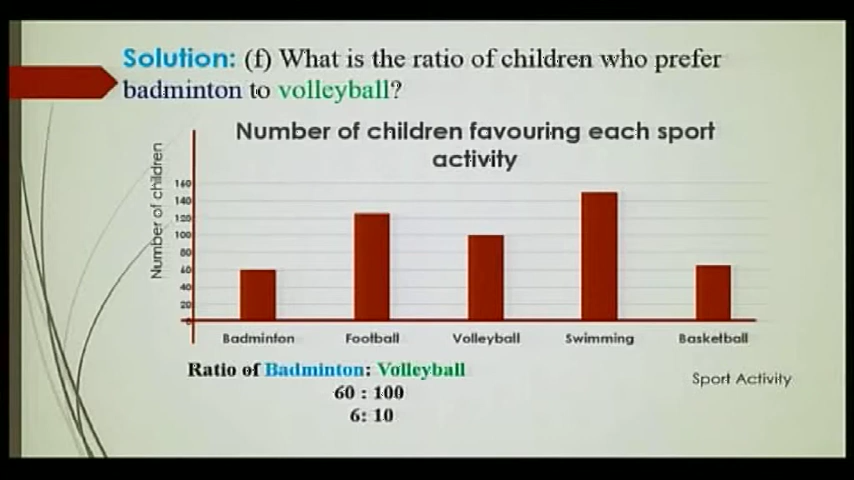 Solution: (f) What is the ratio of children who prefer
badminton to volleyball?
Number of children favouring each sport
activity
Number of children
160
140
120
100
80
60
40
20
0
Badminton Football Volleyball Swimming Basketball
Sport Activity
Ratio of Badminton: Volleyball
60 : 100
6: 10